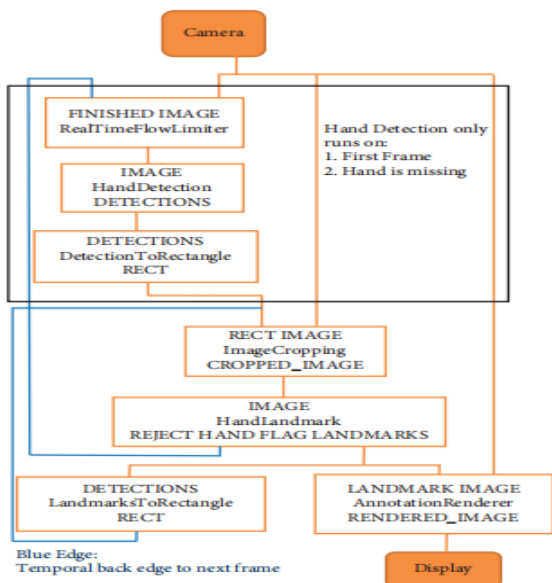 Camera
FINISHED IMAGE
RealTimeFlowLimiter
Hand Detection only
runs on:
1. First Frame
2. Hand is missing
IMAGE
HandDetection
DETECTIONS
DETECTIONS
DetectionToRectangle
RECT
RECT IMAGE
ImageCropping
CROPPED_IMAGE
IMAGE
HandLandmark
REJECT HAND FLAG LANDMARKS
DETECTIONS
LandmarksToRectangle
RECT
LANDMARK IMAGE
AnnotationRenderer
RENDERED_IMAGE
Blue Edge:
Temporal back edge to next frame
Display